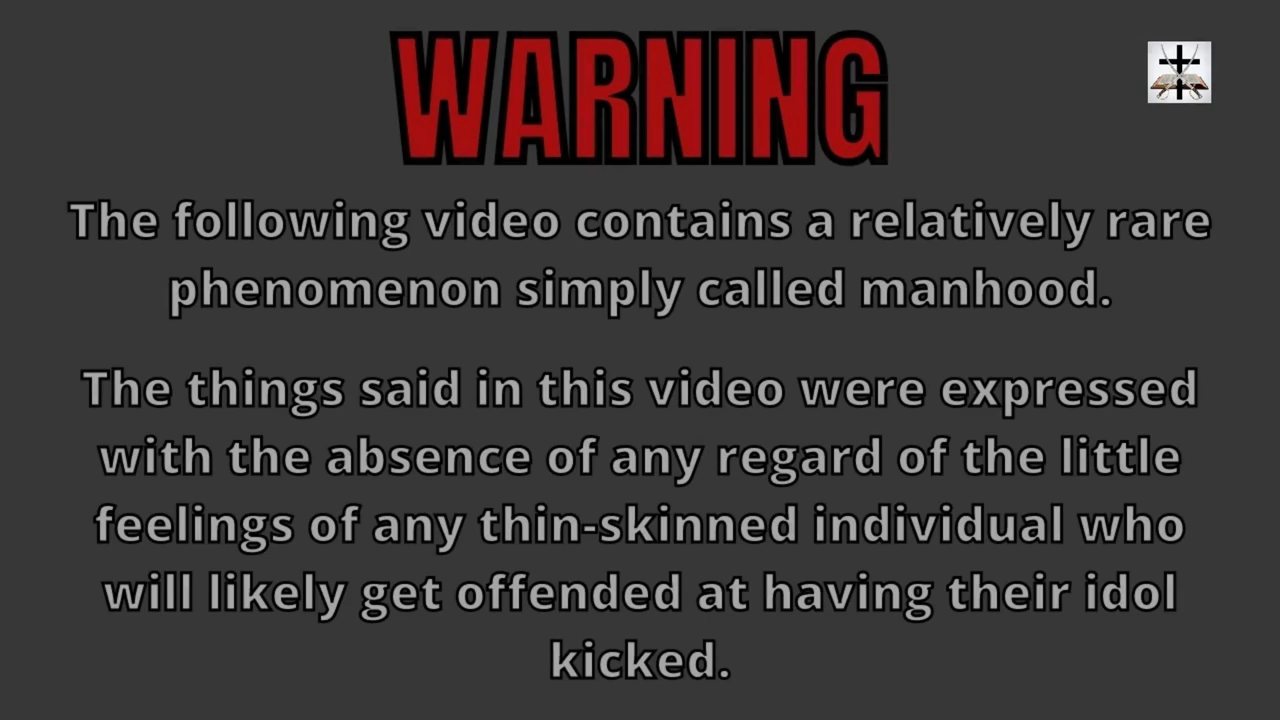 WARNING
The following video contains a relatively rare
phenomenon simply called manhood.
The things said in this video were expressed
with the absence of any regard of the little
feelings of any thin-skinned individual who
will likely get offended at having their idol
kicked.